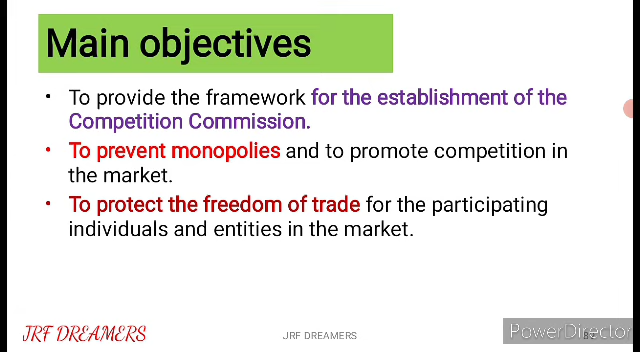 Main objectives
• To provide the framework for the establishment of the
Competition Commission.
• To prevent monopolies and to promote competition in
the market.
• To protect the freedom of trade for the participating
individuals and entities in the market.
JRF DREAMERS
JRF DREAMERS
PowerDirector